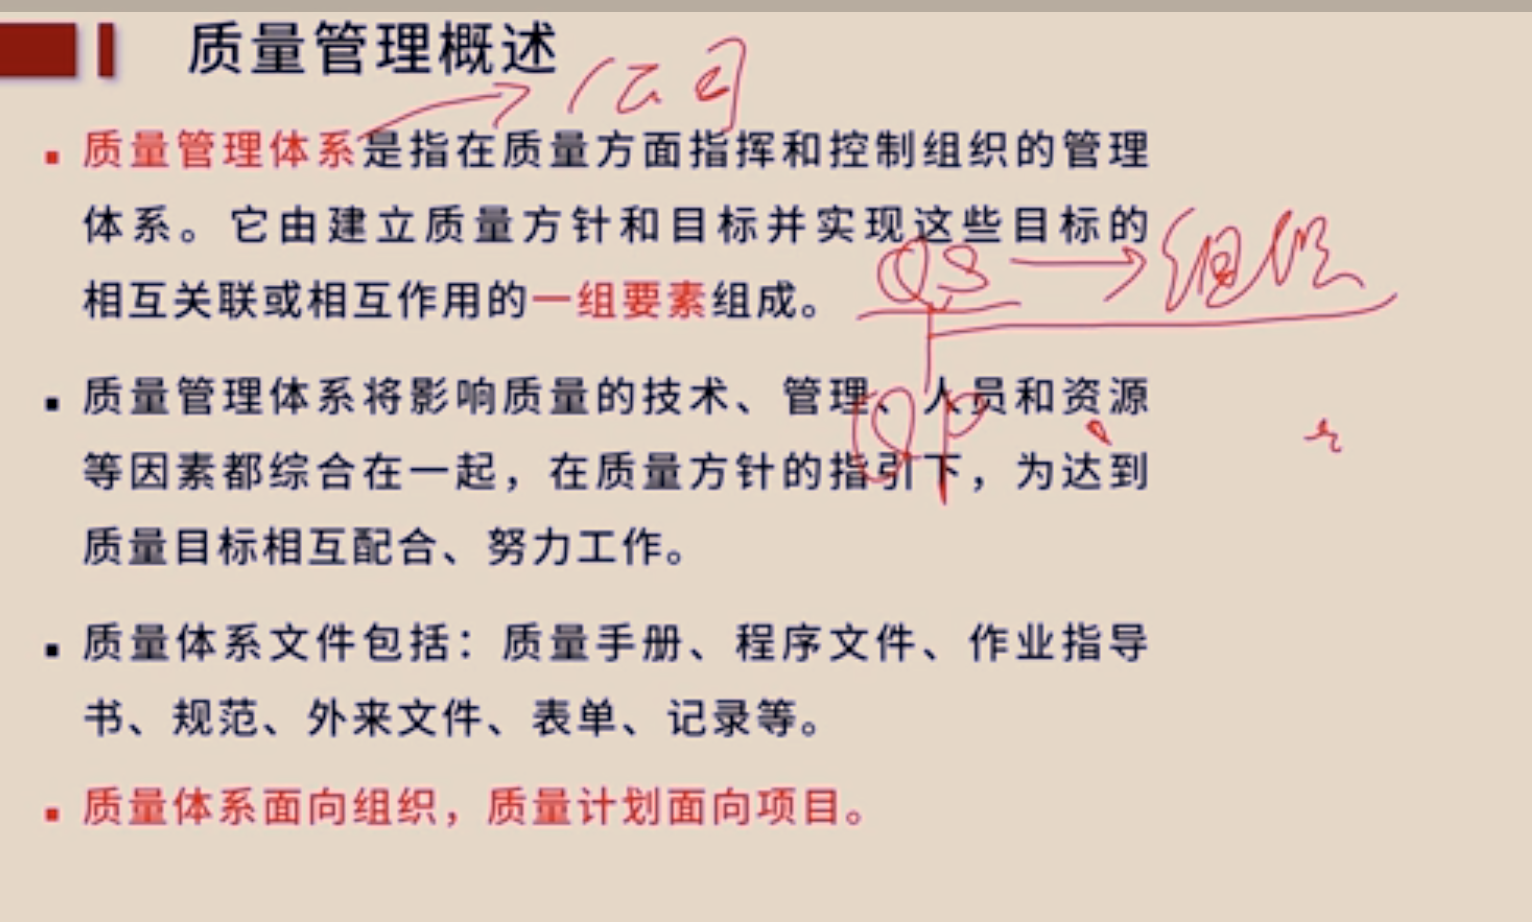 质量管理概述
公司
质量管理体系是指在质量方面指挥和控制组织的管理
体系。它由建立质量方针和目标并实现这些目标的
相互关联或相互作用的一组要素组成。
QS → 组织
质量管理体系将影响质量的技术、管理、人员和资源
QP
等因素都综合在一起，在质量方针的指引下，为达到
质量目标相互配合、努力工作。
质量体系文件包括：质量手册、程序文件、作业指导
书、规范、外来文件、表单、记录等。
质量体系面向组织，质量计划面向项目。